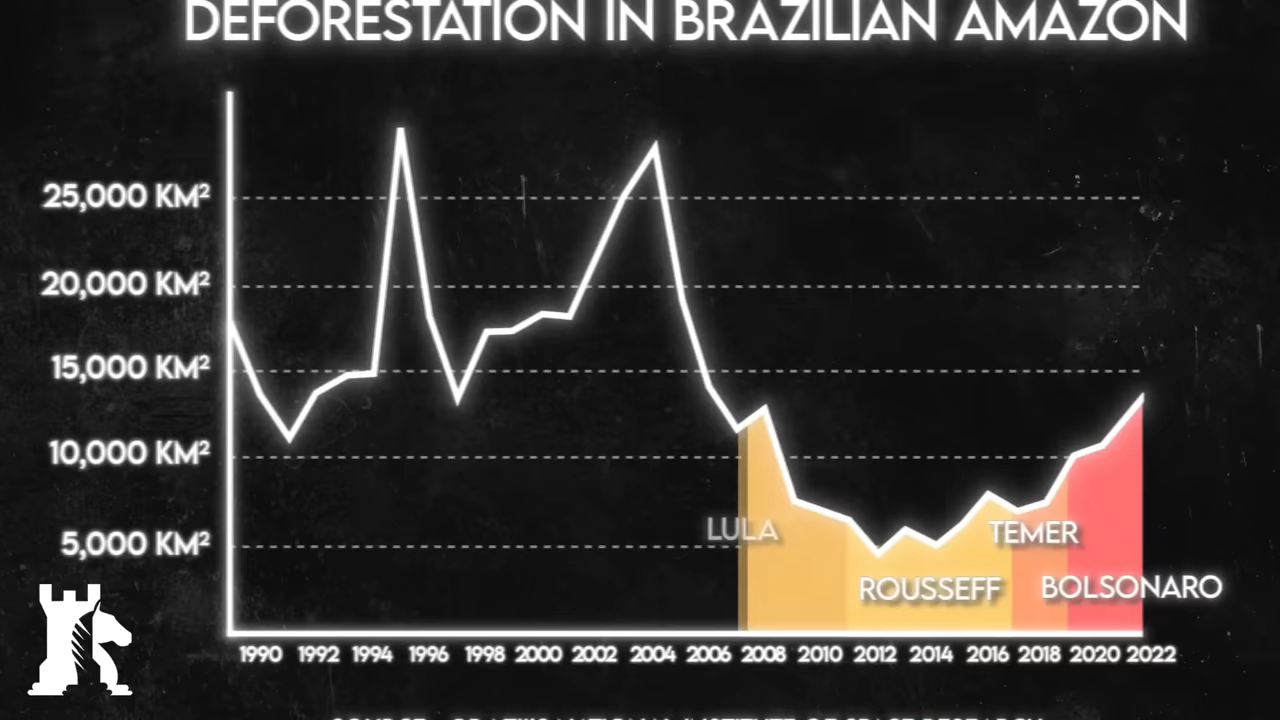 DEFORESTATION IN BRAZILIAN AMAZON
25,000 KM²
20,000 KM²
15,000 KM²
10,000 KM²
5,000 KM²
LULA
TEMER
ROUSSEFF
BOLSONARO
1990 1992 1994 1996 1998 2000 2002 2004 2006 2008 2010 2012 2014 2016 2018 2020 2022